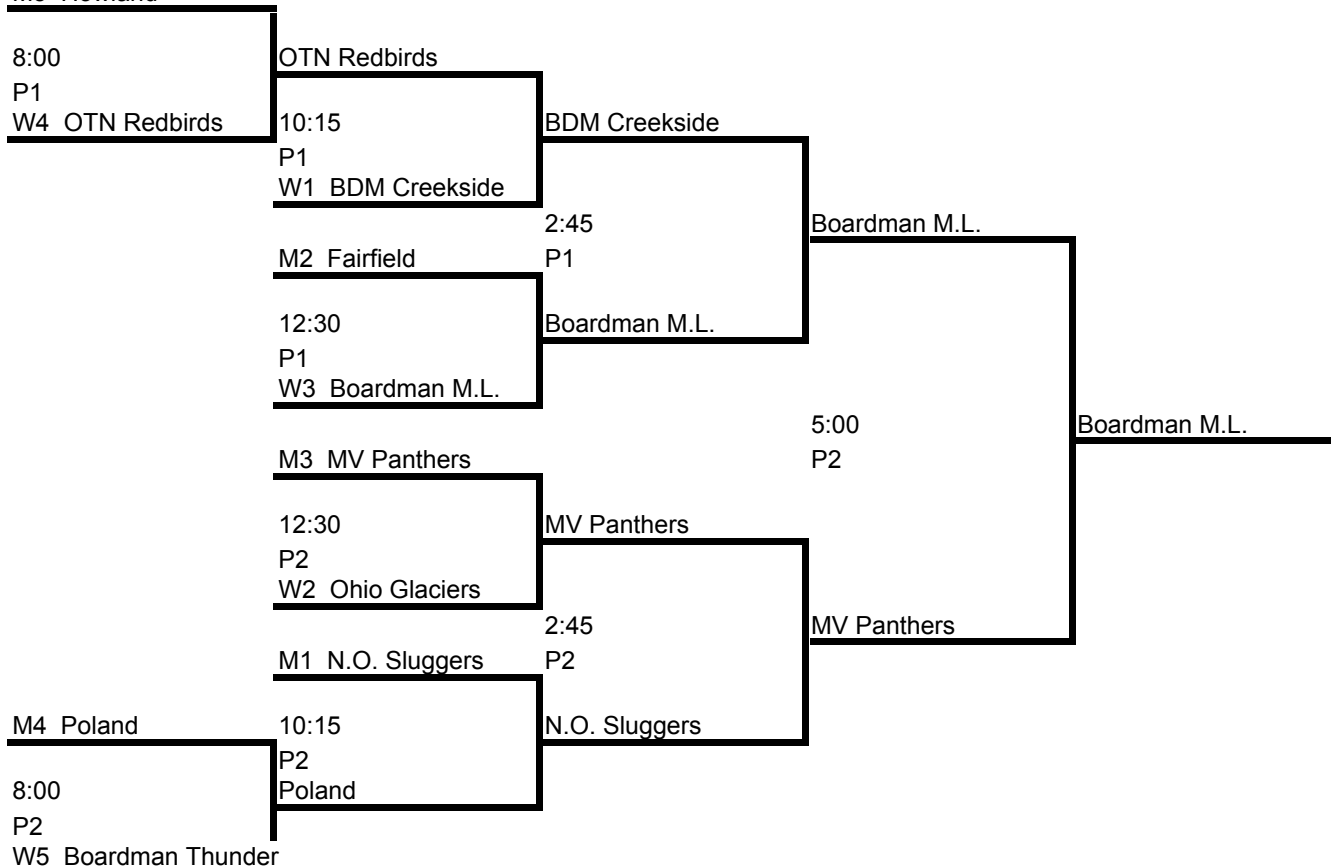 8:00
OTN Redbirds
P1
W4 OTN Redbirds
10:15
BDM Creekside
P1
W1 BDM Creekside
2:45
Boardman M.L.
M2 Fairfield
P1
12:30
Boardman M.L.
P1
W3 Boardman M.L.
5:00
Boardman M.L.
M3 MV Panthers
P2
12:30
MV Panthers
P2
W2 Ohio Glaciers
2:45
MV Panthers
M1 N.O. Sluggers
P2
M4 Poland
10:15
N.O. Sluggers
P2
8:00
Poland
P2
W5 Boardman Thunder